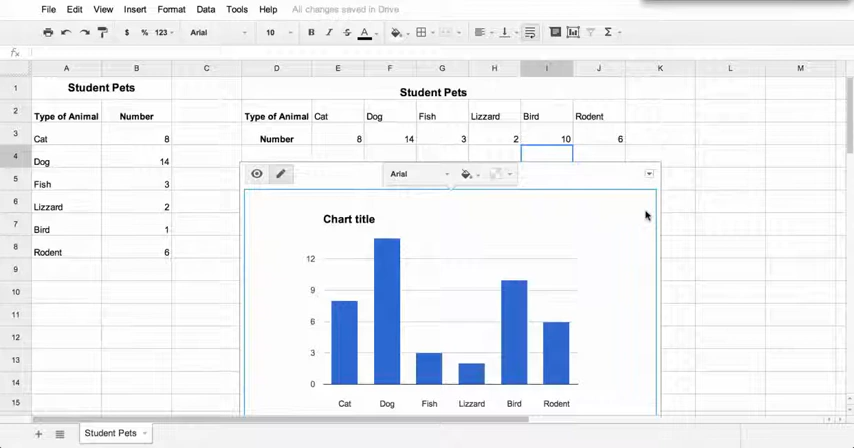 File Edit View Insert Format Data Tools Help All changes saved in Drive
$ % 123 Arial 10 B I S A Σ
fx
A B C D E F G H I J K L M
1 Student Pets Student Pets
2 Type of Animal Number Type of Animal Cat Dog Fish Lizzard Bird Rodent
3 Cat 8 Number 8 14 3 2 10 6
4 Dog 14
5 Fish 3 Arial
6 Lizzard 2
7 Bird 1
8 Rodent 6
9
10
11
12
13
14
15
Chart title
12
9
6
3
0
Cat Dog Fish Lizzard Bird Rodent
Student Pets